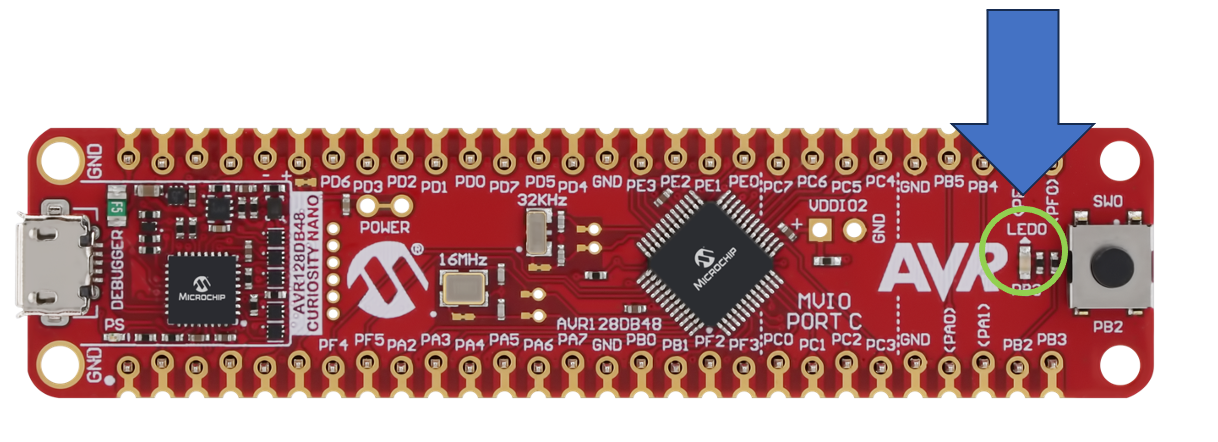 GND
PD6 PD3 PD2 PD1 PD0 PD7 PD5 PD4 GND PE3 PE2 PE1 PE0 PC7 PC6 PC5 PC4 GND PB5 PB4
- +
F5
DEBUGGER
PS
GND
MICROCHIP
AVR128DB48
CURIOSITY NANO
POWER
®
32KHz
16MHz
MICROCHIP
AVR128DB48
+
VDDIO2
GND
MVIO
PORT C
AVR
LED0
SW0
PB2
PF4 PF5 PA2 PA3 PA4 PA5 PA6 PA7 GND PB0 PB1 PF2 PF3 PC0 PC1 PC2 PC3 GND (PA0) (PA1) PB2 PB3